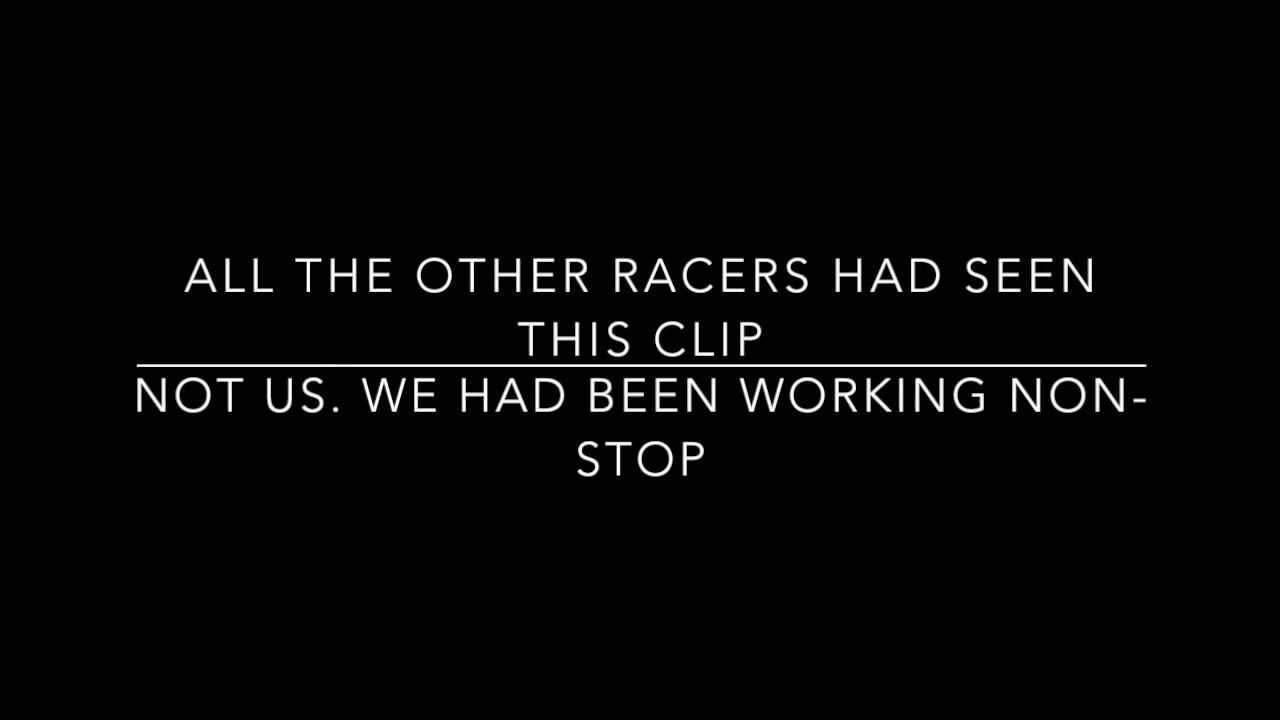 ALL THE OTHER RACERS HAD SEEN
THIS CLIP
NOT US. WE HAD BEEN WORKING NON-
STOP